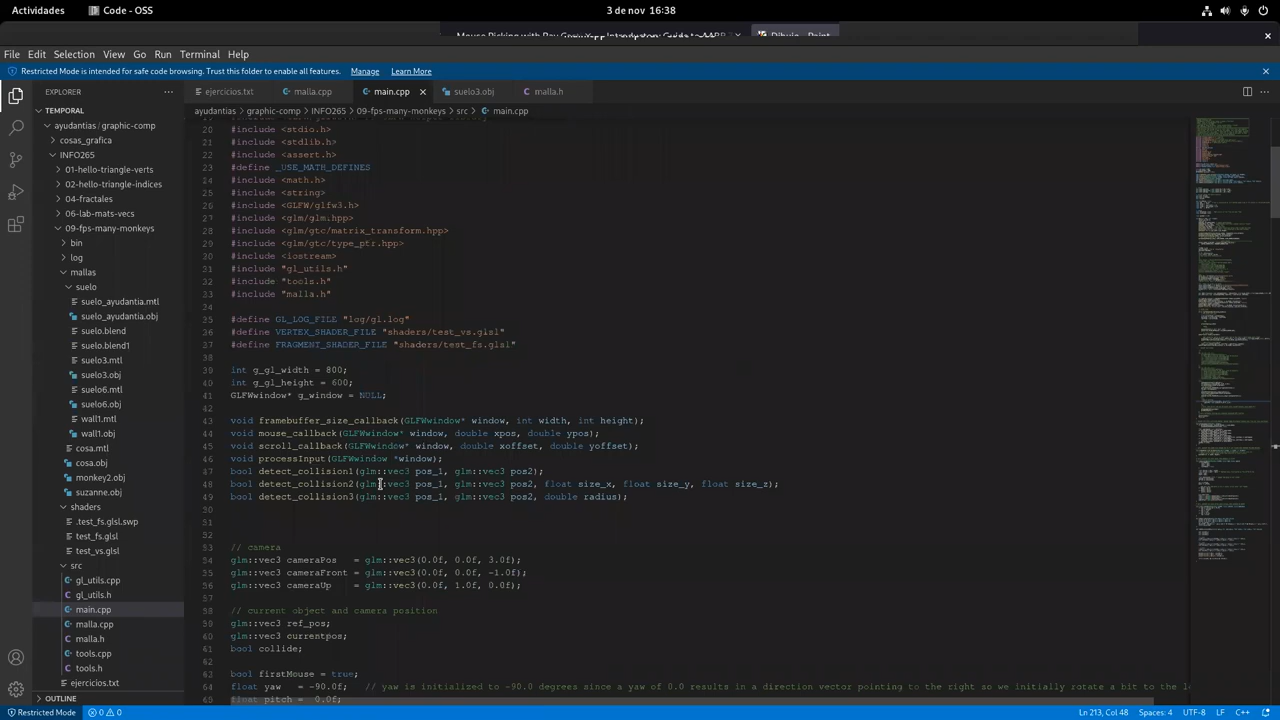 Actividades
Code - OSS
3 de nov 16:38
File Edit Selection View Go Run Terminal Help
Restricted Mode is intended for safe code browsing. Trust this folder to enable all features. Manage Learn More
EXPLORER
TEMPORAL
ayudantias/graphic-comp
cosas_grafica
INFO265
01-hello-triangle-verts
02-hello-triangle-indices
04-fractales
06-lab-mats-vecs
09-fps-many-monkeys
bin
log
mallas
suelo
suelo_ayudantia.mtl
suelo_ayudantia.obj
suelo.blend
suelo.blend1
suelo3.mtl
suelo3.obj
suelo6.mtl
suelo6.obj
wall1.mtl
wall1.obj
cosa.mtl
cosa.obj
monkey2.obj
suzanne.obj
shaders
.test_fs.glsl.swp
test_fs.glsl
test_vs.glsl
src
gl_utils.cpp
gl_utils.h
main.cpp
malla.cpp
malla.h
tools.cpp
tools.h
ejercicios.txt
OUTLINE
ejercicios.txt malla.cpp main.cpp suelo3.obj malla.h
ayudantias > graphic-comp > INFO265 > 09-fps-many-monkeys > src > main.cpp
20 #include <stdio.h>
21 #include <stdlib.h>
22 #include <assert.h>
23 #define _USE_MATH_DEFINES
24 #include <math.h>
25 #include <string>
26 #include <GLFW/glfw3.h>
27 #include <glm/glm.hpp>
28 #include <glm/gtc/matrix_transform.hpp>
29 #include <glm/gtc/type_ptr.hpp>
30 #include <iostream>
31 #include "gl_utils.h"
32 #include "tools.h"
33 #include "malla.h"
34
35 #define GL_LOG_FILE "log/gl.log"
36 #define VERTEX_SHADER_FILE "shaders/test_vs.glsl"
37 #define FRAGMENT_SHADER_FILE "shaders/test_fs.glsl"
38
39 int g_gl_width = 800;
40 int g_gl_height = 600;
41 GLFWwindow* g_window = NULL;
42
43 void framebuffer_size_callback(GLFWwindow* window, int width, int height);
44 void mouse_callback(GLFWwindow* window, double xpos, double ypos);
45 void scroll_callback(GLFWwindow* window, double xoffset, double yoffset);
46 void processInput(GLFWwindow *window);
47 bool detect_collision1(glm::vec3 pos_1, glm::vec3 pos2);
48 bool detect_collision2(glm::vec3 pos_1, glm::vec3 pos2, float size_x, float size_y, float size_z);
49 bool detect_collision3(glm::vec3 pos_1, glm::vec3 pos2, double radius);
50
51
52
53 // camera
54 glm::vec3 cameraPos = glm::vec3(0.0f, 0.0f, 3.0f);
55 glm::vec3 cameraFront = glm::vec3(0.0f, 0.0f, -1.0f);
56 glm::vec3 cameraUp = glm::vec3(0.0f, 1.0f, 0.0f);
57
58 // current object and camera position
59 glm::vec3 ref_pos;
60 glm::vec3 currentpos;
61 bool collide;
62
63 bool firstMouse = true;
64 float yaw = -90.0f; // yaw is initialized to -90.0 degrees since a yaw of 0.0 results in a direction vector pointing to the right so we initially rotate a bit to the le
65 float pitch = 0.0f;
Restricted Mode 0 0
Ln 213, Col 48 Spaces: 4 UTF-8 LF C++